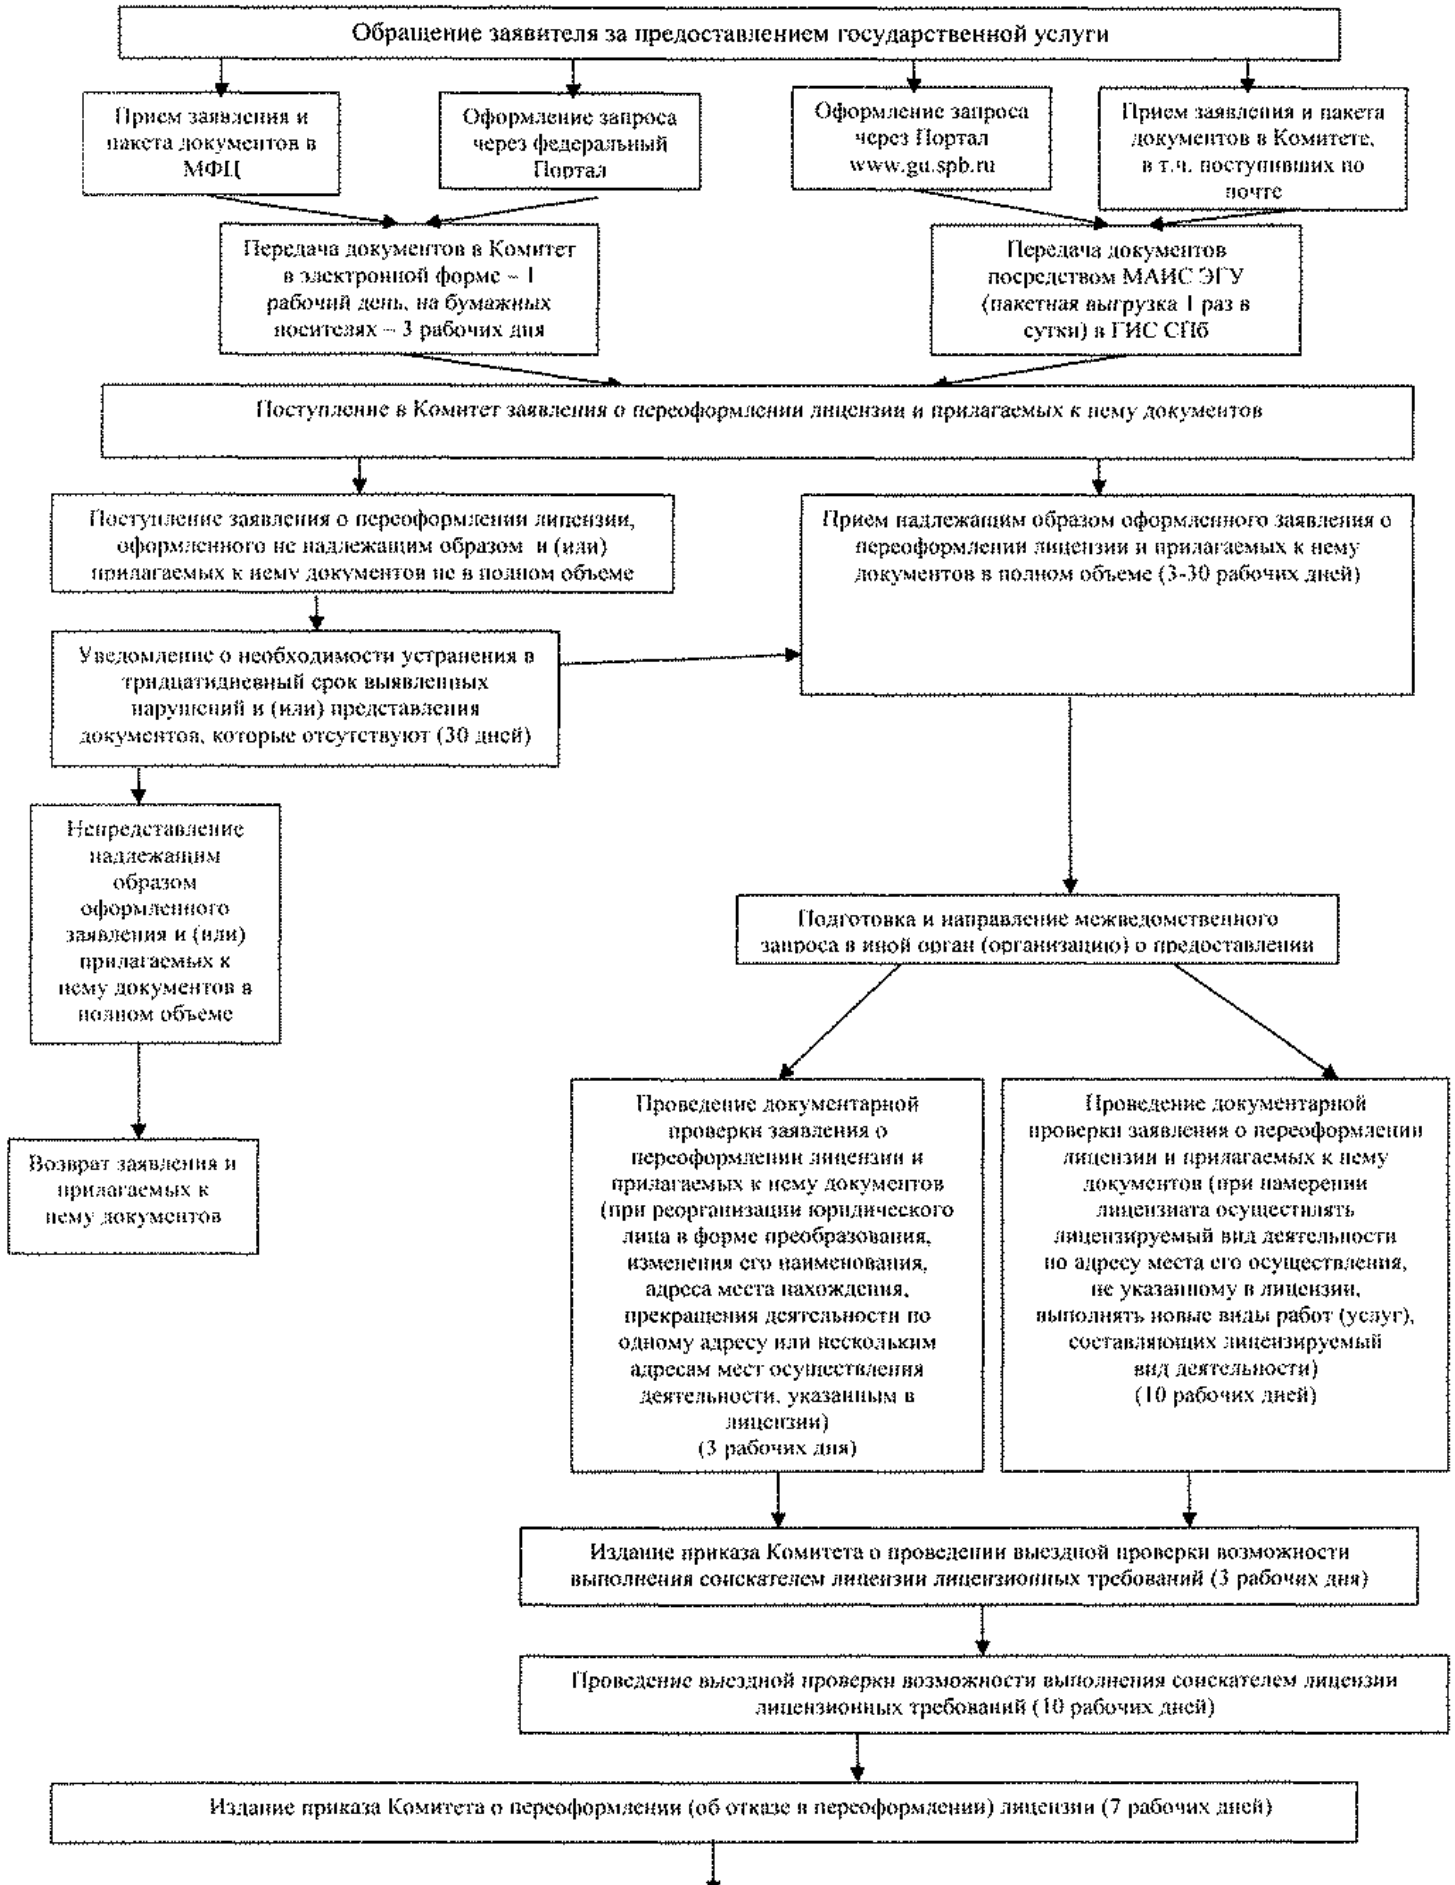 Обращение заявителя за предоставлением государственной услуги
Прием заявления и
пакета документов в
МФЦ
Оформление запроса
через федеральный
Портал
Оформление запроса
через Портал
www.gu.spb.ru
Прием заявления и пакета
документов в Комитете,
в т.ч. поступивших по
почте
Передача документов в Комитет
в электронной форме – 1
рабочий день, на бумажных
носителях – 3 рабочих дня
Передача документов
посредством МАИС ЭГУ
(пакетная выгрузка 1 раз в
сутки) в ГИС СПб
Поступление в Комитет заявления о переоформлении лицензии и прилагаемых к нему документов
Поступление заявления о переоформлении лицензии,
оформленного не надлежащим образом и (или)
прилагаемых к нему документов не в полном объеме
Прием надлежащим образом оформленного заявления о
переоформлении лицензии и прилагаемых к нему
документов в полном объеме (3-30 рабочих дней)
Уведомление о необходимости устранения в
тридцатидневный срок выявленных
нарушений и (или) представления
документов, которые отсутствуют (30 дней)
Непредставление
надлежащим
образом
оформленного
заявления и (или)
прилагаемых к
нему документов в
полном объеме
Подготовка и направление межведомственного
запроса в иной орган (организацию) о предоставлении
Возврат заявления и
прилагаемых к
нему документов
Проведение документарной
проверки заявления о
переоформлении лицензии и
прилагаемых к нему документов
(при реорганизации юридического
лица в форме преобразования,
изменения его наименования,
адреса места нахождения,
прекращения деятельности по
одному адресу или нескольким
адресам мест осуществления
деятельности, указанным в
лицензии)
(3 рабочих дня)
Проведение документарной
проверки заявления о переоформлении
лицензии и прилагаемых к нему
документов (при намерении
лицензиата осуществлять
лицензируемый вид деятельности
по адресу места его осуществления,
не указанному в лицензии,
выполнять новые виды работ (услуг),
составляющих лицензируемый
вид деятельности)
(10 рабочих дней)
Издание приказа Комитета о проведении выездной проверки возможности
выполнения соискателем лицензии лицензионных требований (3 рабочих дня)
Проведение выездной проверки возможности выполнения соискателем лицензии
лицензионных требований (10 рабочих дней)
Издание приказа Комитета о переоформлении (об отказе в переоформлении) лицензии (7 рабочих дней)